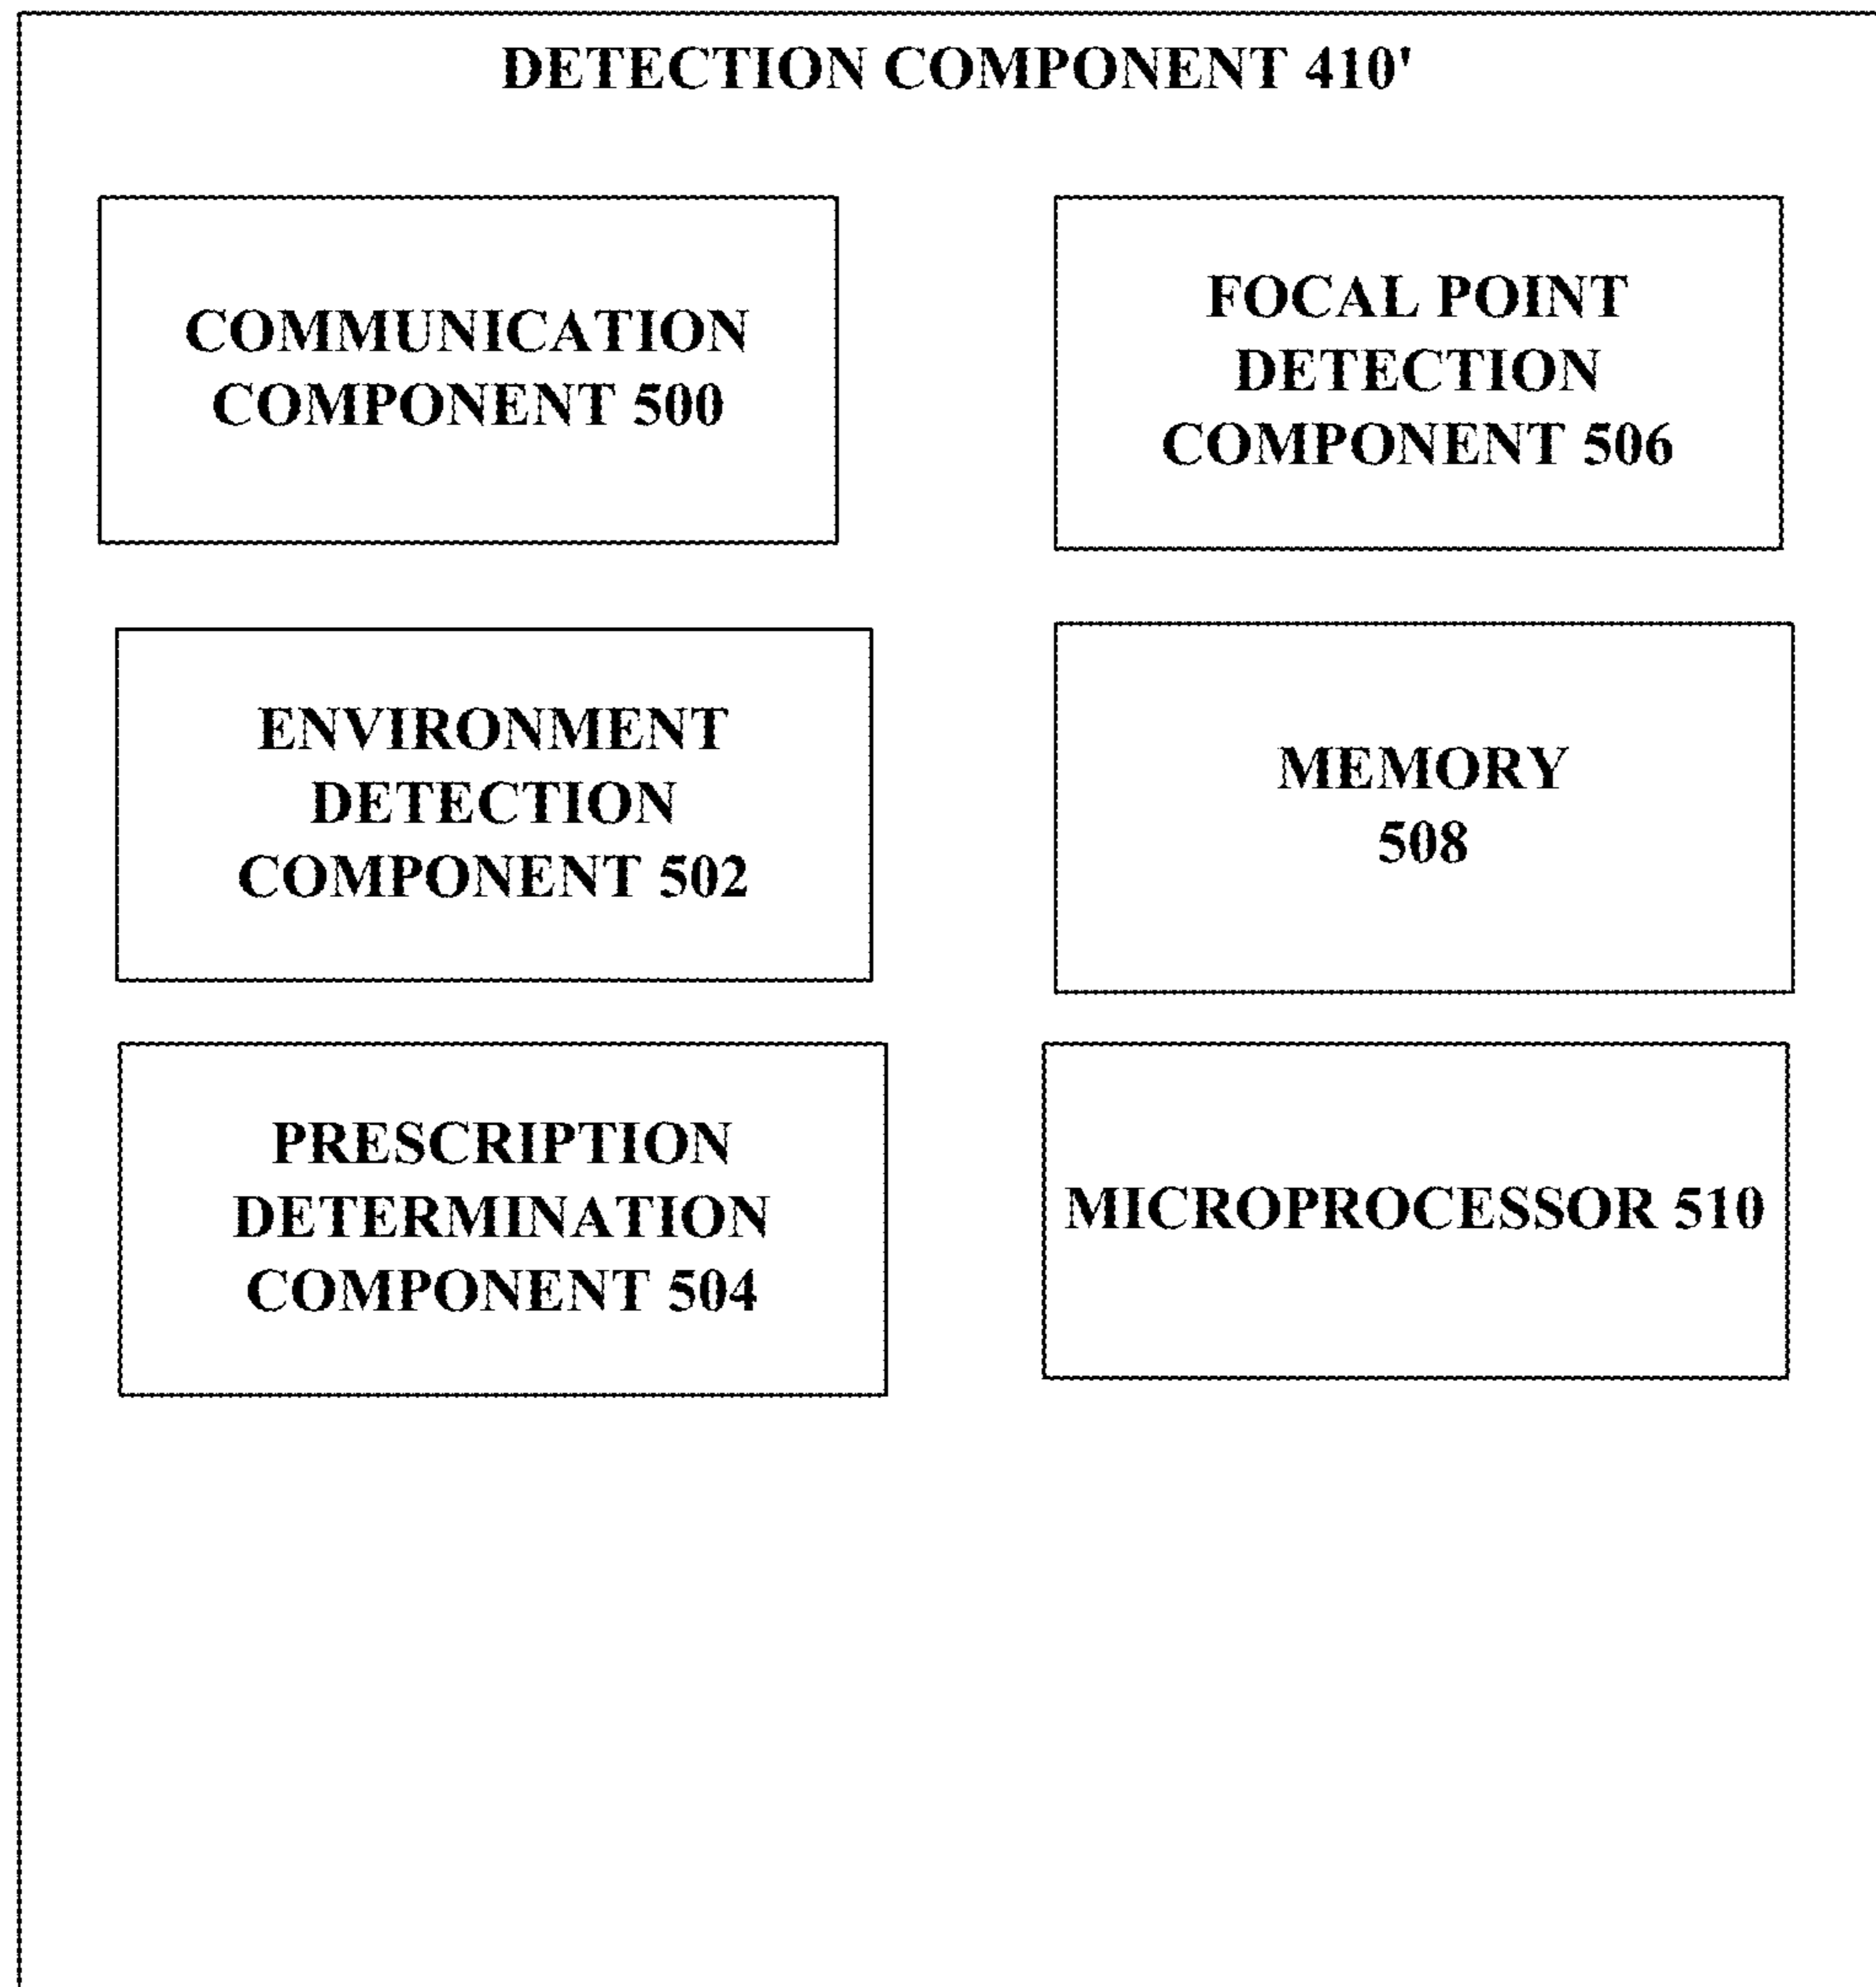 DETECTION COMPONENT 410'
COMMUNICATION
COMPONENT 500
FOCAL POINT
DETECTION
COMPONENT 506
ENVIRONMENT
DETECTION
COMPONENT 502
MEMORY
508
PRESCRIPTION
DETERMINATION
COMPONENT 504
MICROPROCESSOR 510